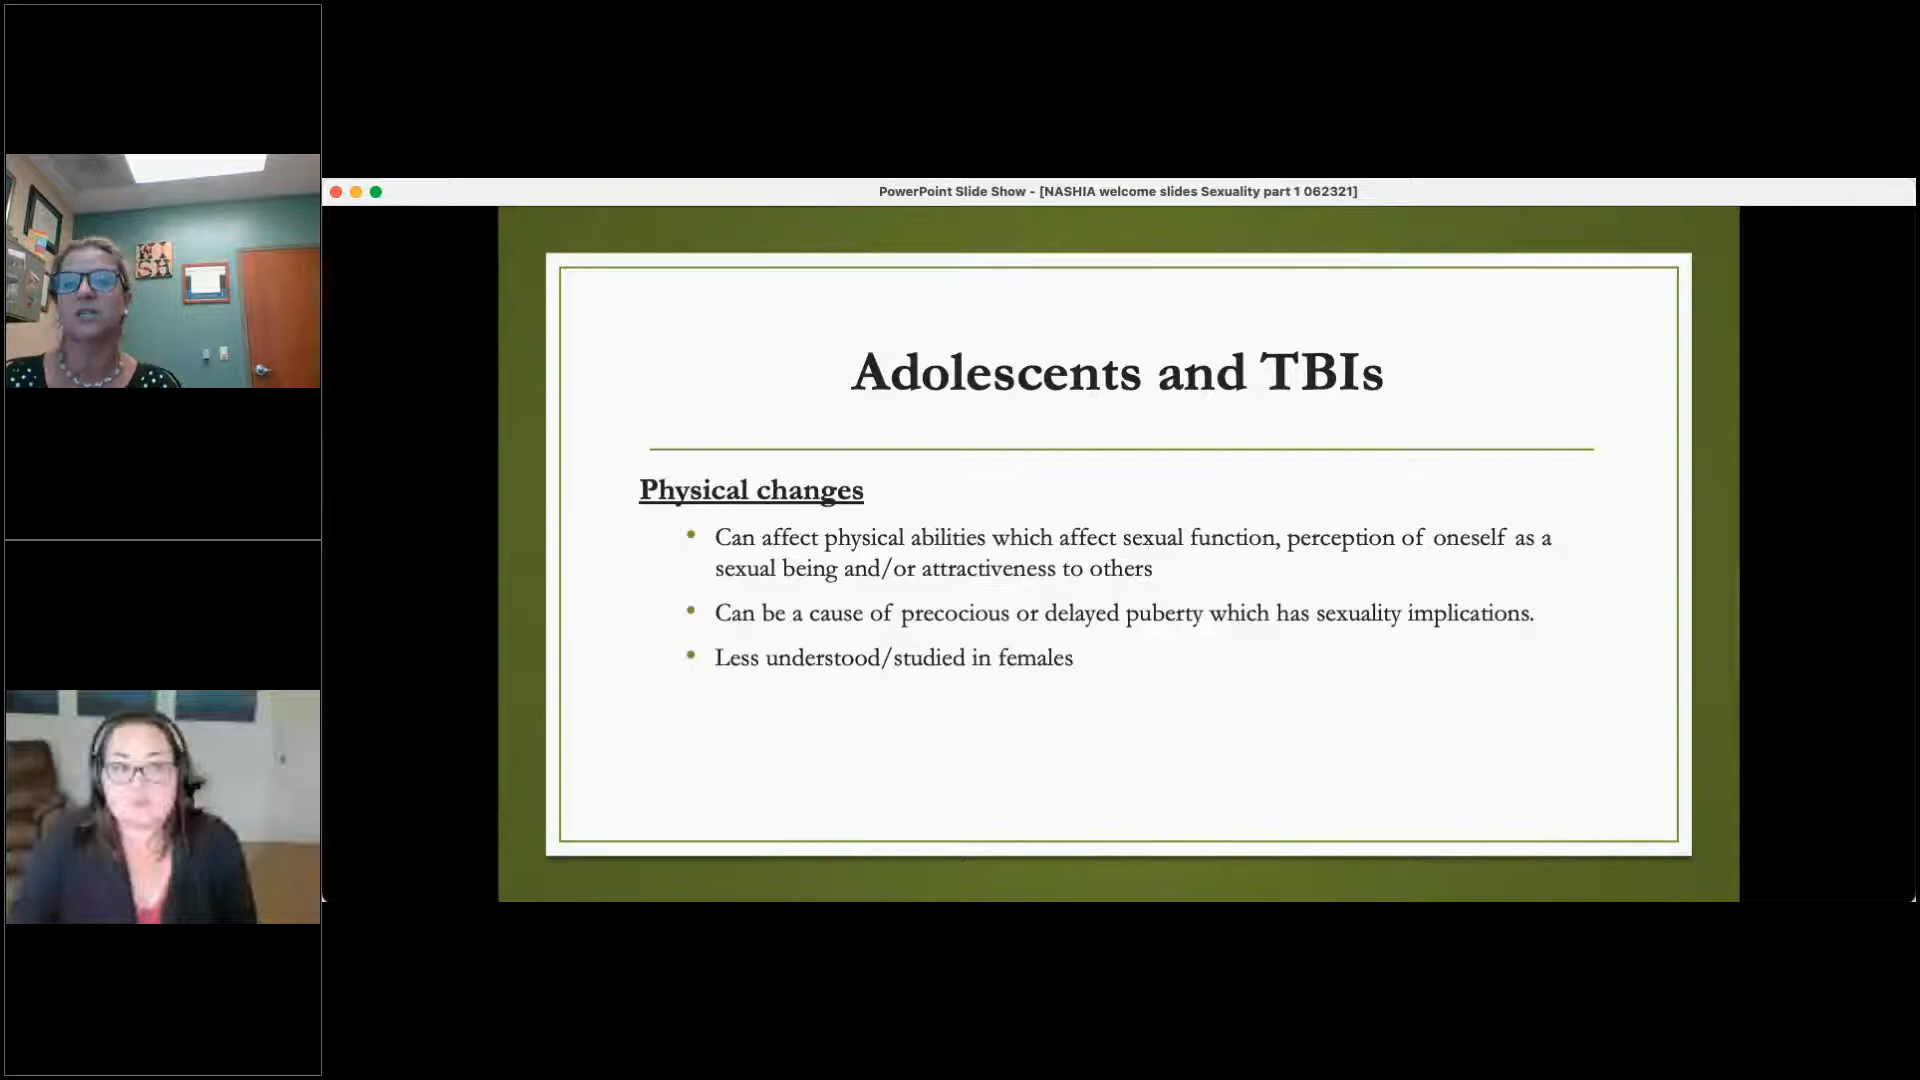 PowerPoint Slide Show - [NASHIA welcome slides Sexuality part 1 062321]
WI
SH
Adolescents and TBIs
Physical changes
• Can affect physical abilities which affect sexual function, perception of oneself as a
sexual being and/or attractiveness to others
• Can be a cause of precocious or delayed puberty which has sexuality implications.
• Less understood/studied in females